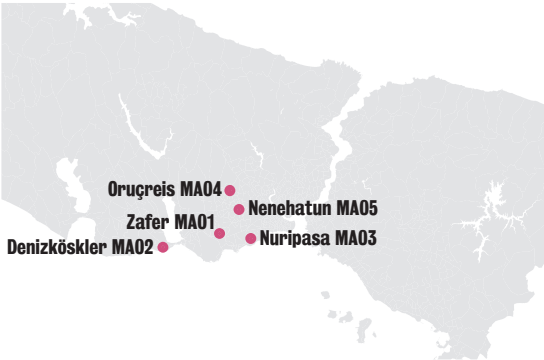 Oruçreis MA04
Nenehatun MA05
Zafer MA01
Nuripasa MA03
Denizköskler MA02